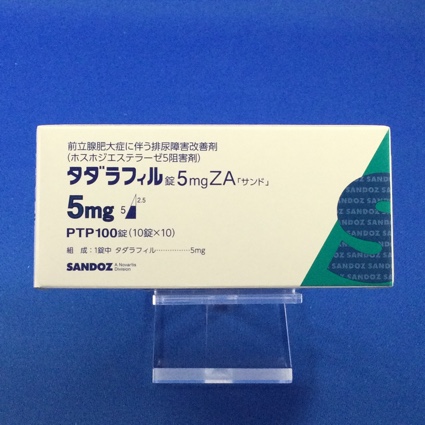 前立腺肥大症に伴う排尿障害改善剤
(ホスホジエステラーゼ5阻害剤)
タダラフィル錠5mgZA「サンド」
5mg 5 2.5
PTP100錠(10錠×10)
組 成:1錠中 タダラフィル……………5mg
SANDOZ A Novartis Division
SANDOZ